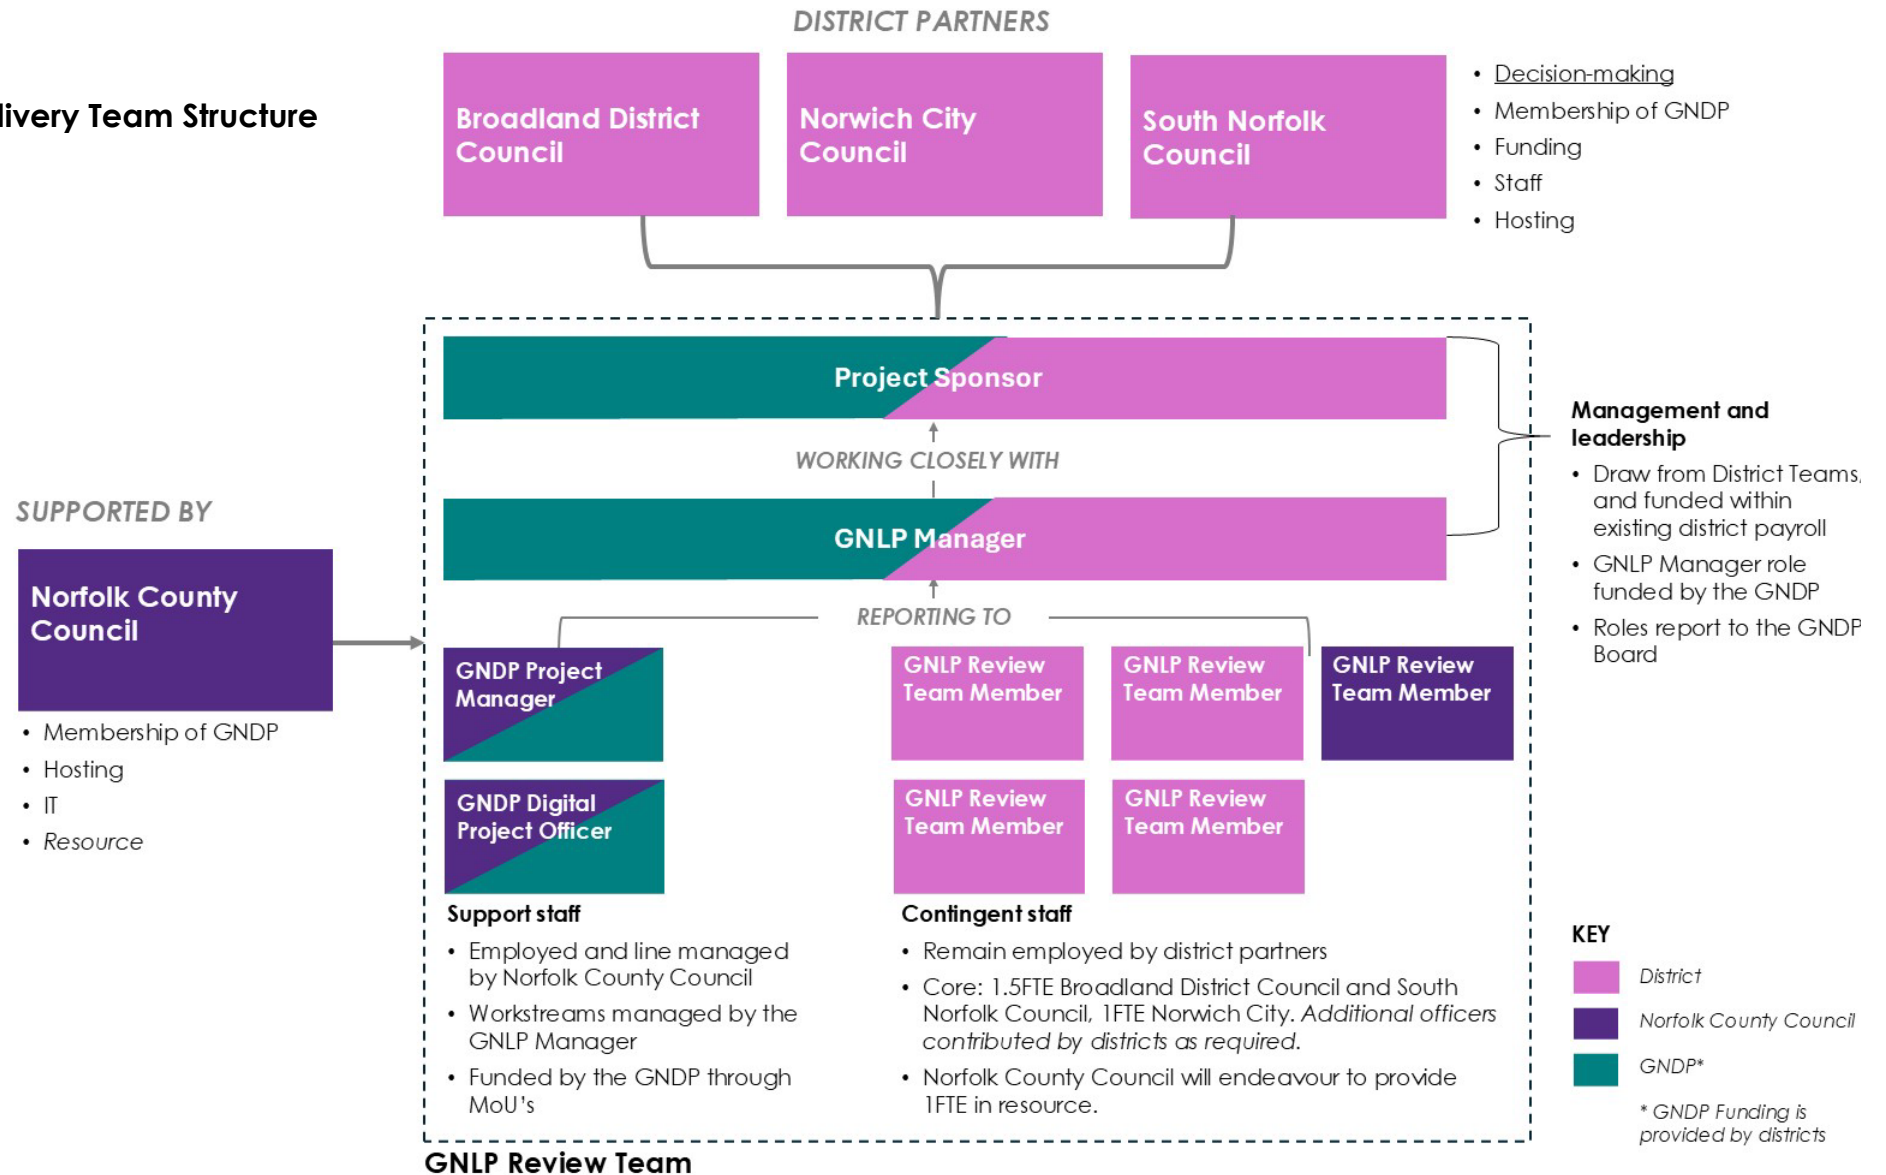 DISTRICT PARTNERS
livery Team Structure
Broadland District
Council
Norwich City
Council
South Norfolk
Council
• Decision-making
• Membership of GNDP
• Funding
• Staff
• Hosting
Project Sponsor
WORKING CLOSELY WITH
GNLP Manager
REPORTING TO
Management and
leadership
• Draw from District Teams,
and funded within
existing district payroll
• GNLP Manager role
funded by the GNDP
• Roles report to the GNDP
Board
SUPPORTED BY
Norfolk County
Council
• Membership of GNDP
• Hosting
• IT
• Resource
GNDP Project
Manager
GNDP Digital
Project Officer
GNLP Review
Team Member
GNLP Review
Team Member
GNLP Review
Team Member
GNLP Review
Team Member
GNLP Review
Team Member
Support staff
• Employed and line managed
by Norfolk County Council
• Workstreams managed by the
GNLP Manager
• Funded by the GNDP through
MoU's
Contingent staff
• Remain employed by district partners
• Core: 1.5FTE Broadland District Council and South
Norfolk Council, 1FTE Norwich City. Additional officers
contributed by districts as required.
• Norfolk County Council will endeavour to provide
1FTE in resource.
KEY
District
Norfolk County Council
GNDP*
* GNDP Funding is
provided by districts
GNLP Review Team